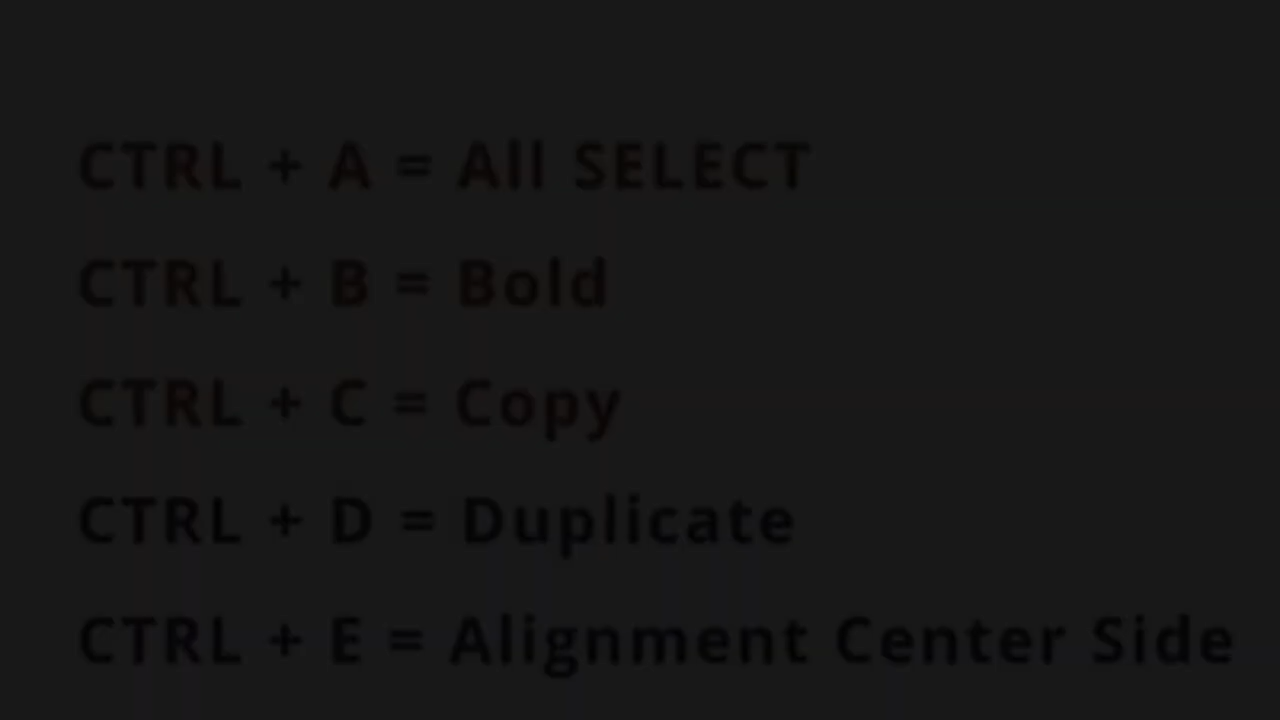 CTRL + A = All SELECT
CTRL + B = Bold
CTRL + C = Copy
CTRL + D = Duplicate
CTRL + E = Alignment Center Side